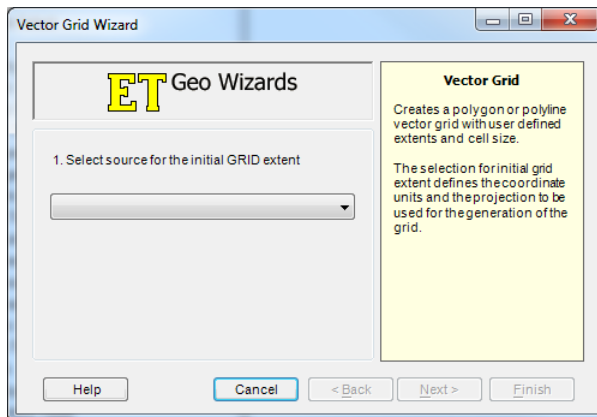 Vector Grid Wizard
ET Geo Wizards
1. Select source for the initial GRID extent
Vector Grid
Creates a polygon or polyline
vector grid with user defined
extents and cell size.
The selection for initial grid
extent defines the coordinate
units and the projection to be
used for the generation of the
grid.
Help
Cancel
< Back
Next >
Finish